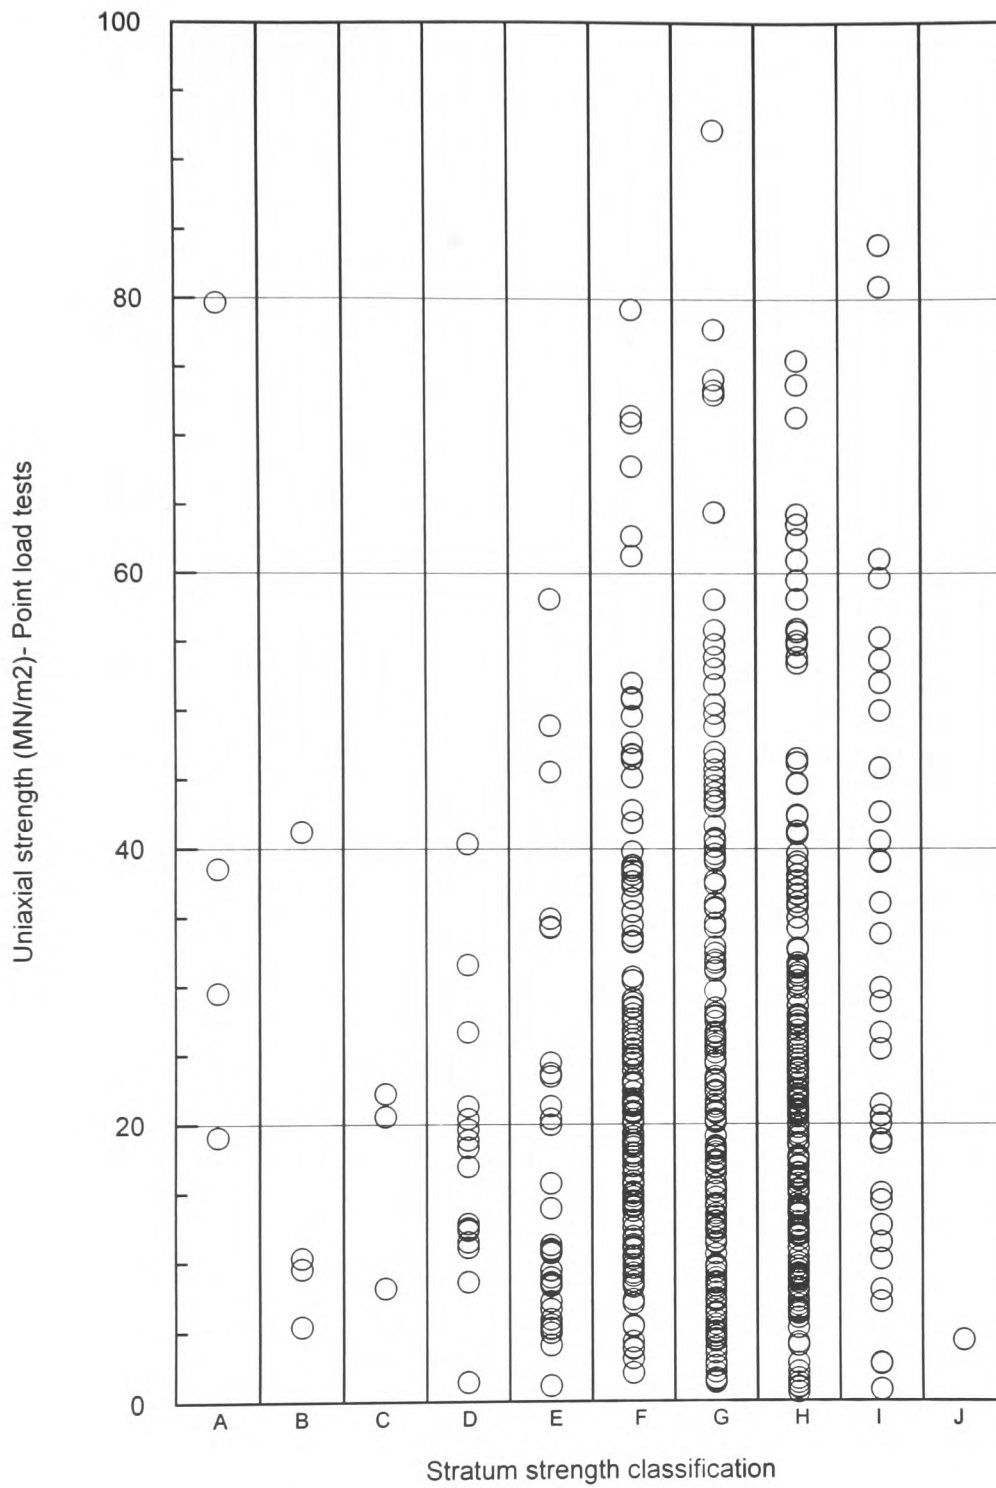 100
80
60
40
20
0
Uniaxial strength (MN/m2)- Point load tests
A B C D E F G H I J
Stratum strength classification